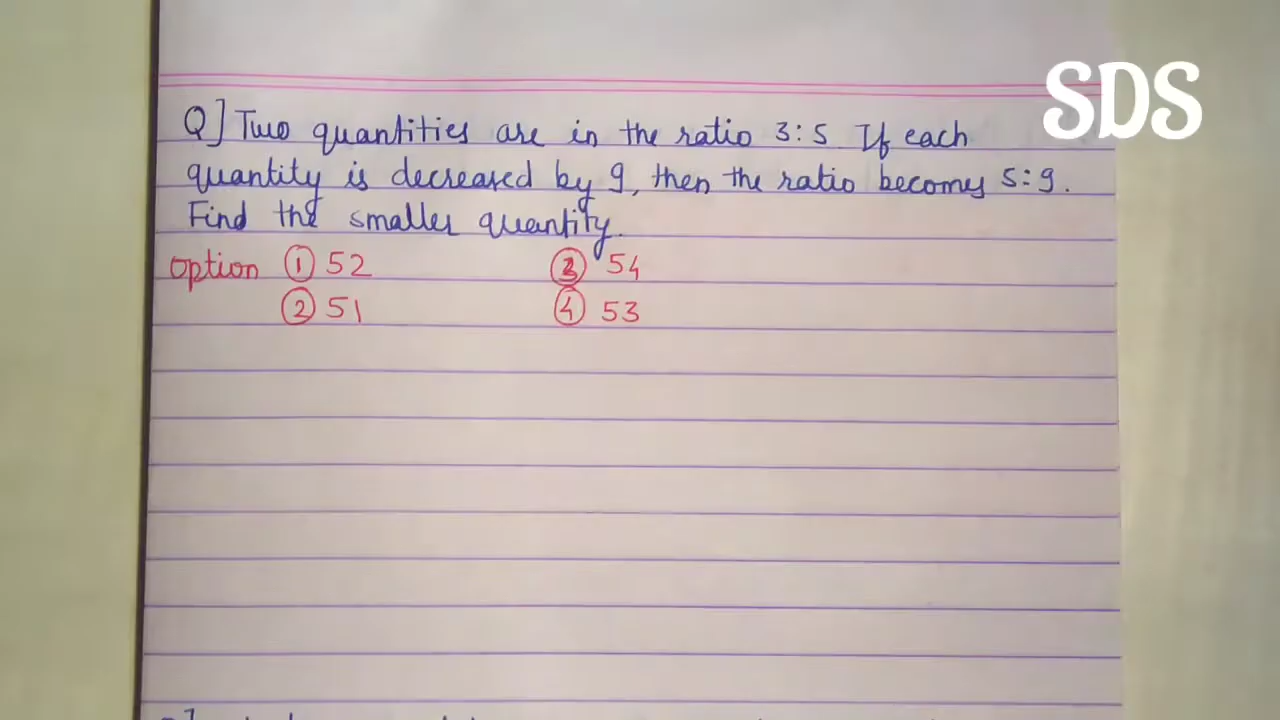 SDS
Q] Two quantities are in the ratio 3:5. If each
quantity is decreased by 9, then the ratio becomes 5:9.
Find the smaller quantity.
option ① 52 ③ 54
② 51 ④ 53